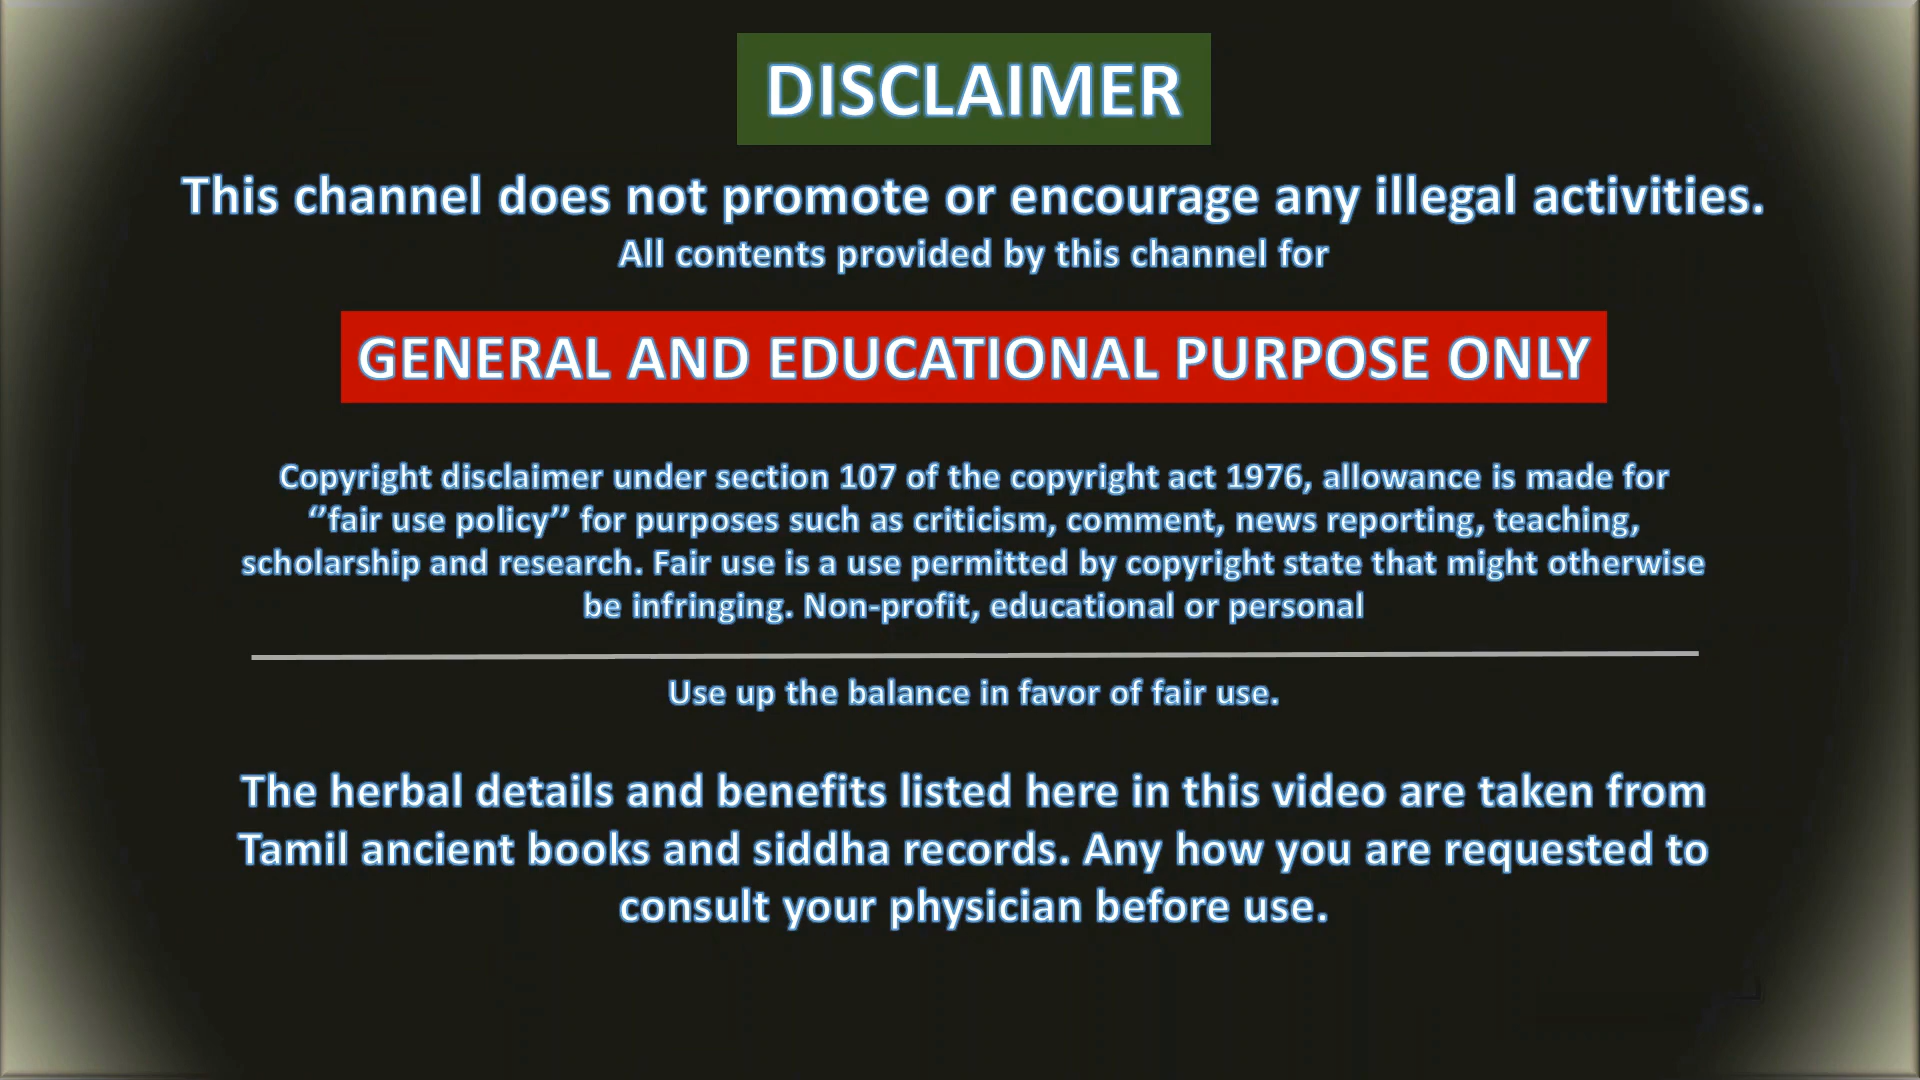 DISCLAIMER
This channel does not promote or encourage any illegal activities.
All contents provided by this channel for
GENERAL AND EDUCATIONAL PURPOSE ONLY
Copyright disclaimer under section 107 of the copyright act 1976, allowance is made for
‘’fair use policy’’ for purposes such as criticism, comment, news reporting, teaching,
scholarship and research. Fair use is a use permitted by copyright state that might otherwise
be infringing. Non-profit, educational or personal
Use up the balance in favor of fair use.
The herbal details and benefits listed here in this video are taken from
Tamil ancient books and siddha records. Any how you are requested to
consult your physician before use.